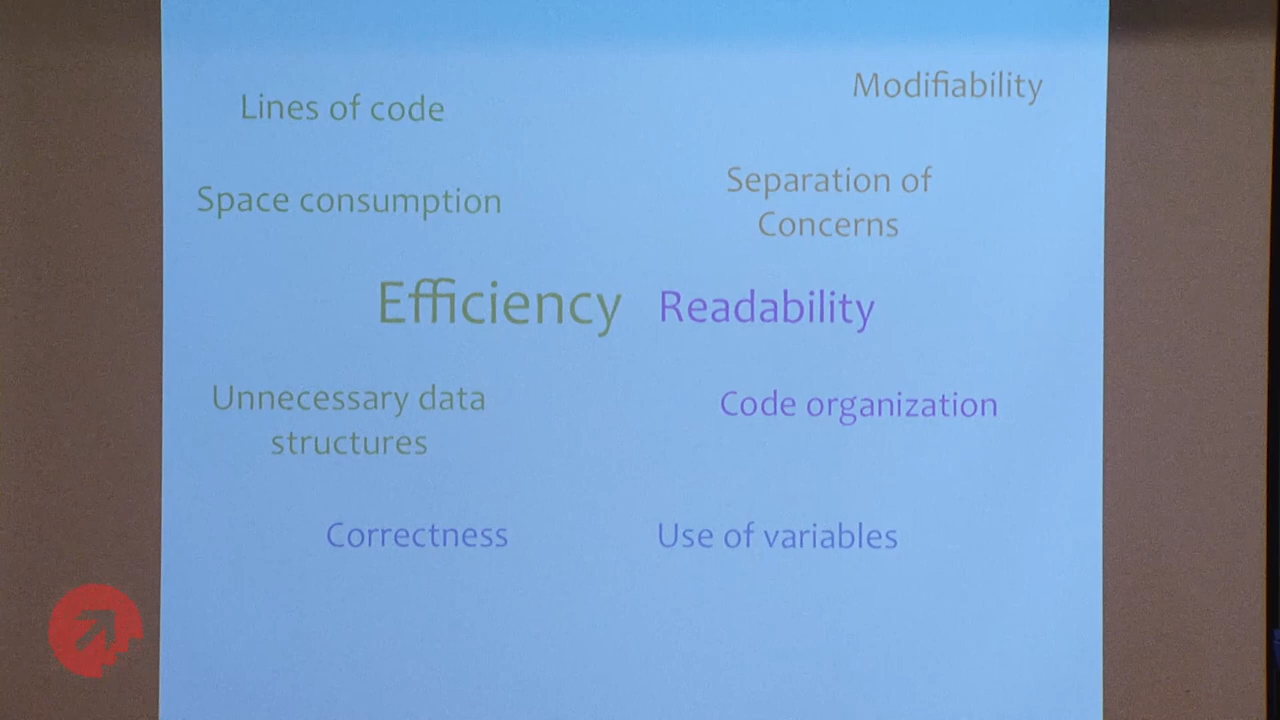 Lines of code
Modifiability
Space consumption
Separation of
Concerns
Efficiency
Readability
Unnecessary data
structures
Code organization
Correctness
Use of variables